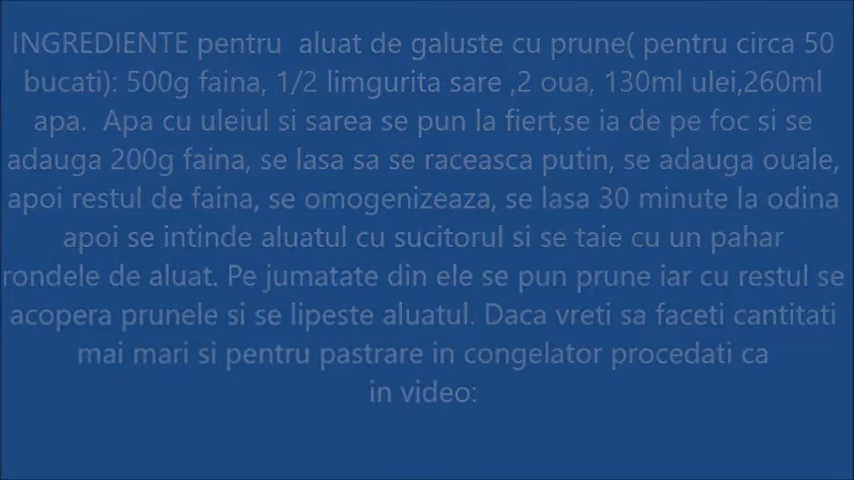 INGREDIENTE pentru  aluat de galuste cu prune( pentru circa 50
bucati): 500g faina, 1/2 limgurita sare ,2 oua, 130ml ulei,260ml
apa.  Apa cu uleiul si sarea se pun la fiert,se ia de pe foc si se
adauga 200g faina, se lasa sa se raceasca putin, se adauga ouale,
apoi restul de faina, se omogenizeaza, se lasa 30 minute la odina
apoi se intinde aluatul cu sucitorul si se taie cu un pahar
rondele de aluat. Pe jumatate din ele se pun prune iar cu restul se
acopera prunele si se lipeste aluatul. Daca vreti sa faceti cantitati
mai mari si pentru pastrare in congelator procedati ca
in video: